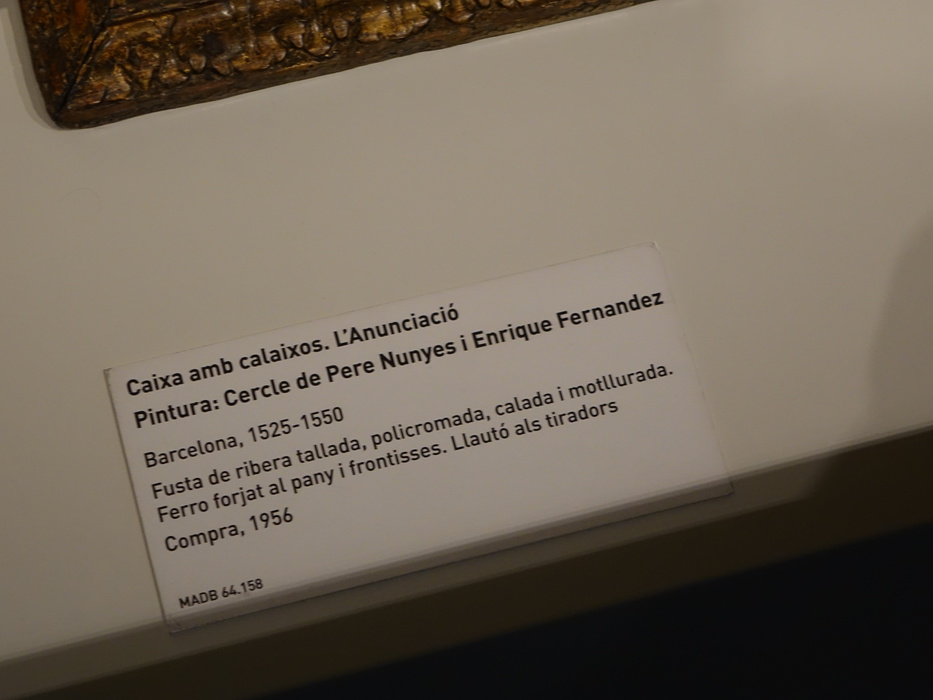 Caixa amb calaixos. L'Anunciació
Pintura: Cercle de Pere Nunyes i Enrique Fernandez
Barcelona, 1525-1550
Fusta de ribera tallada, policromada, calada i motllurada.
Ferro forjat al pany i frontisses. Llautó als tiradors
Compra, 1956
MADB 64.158